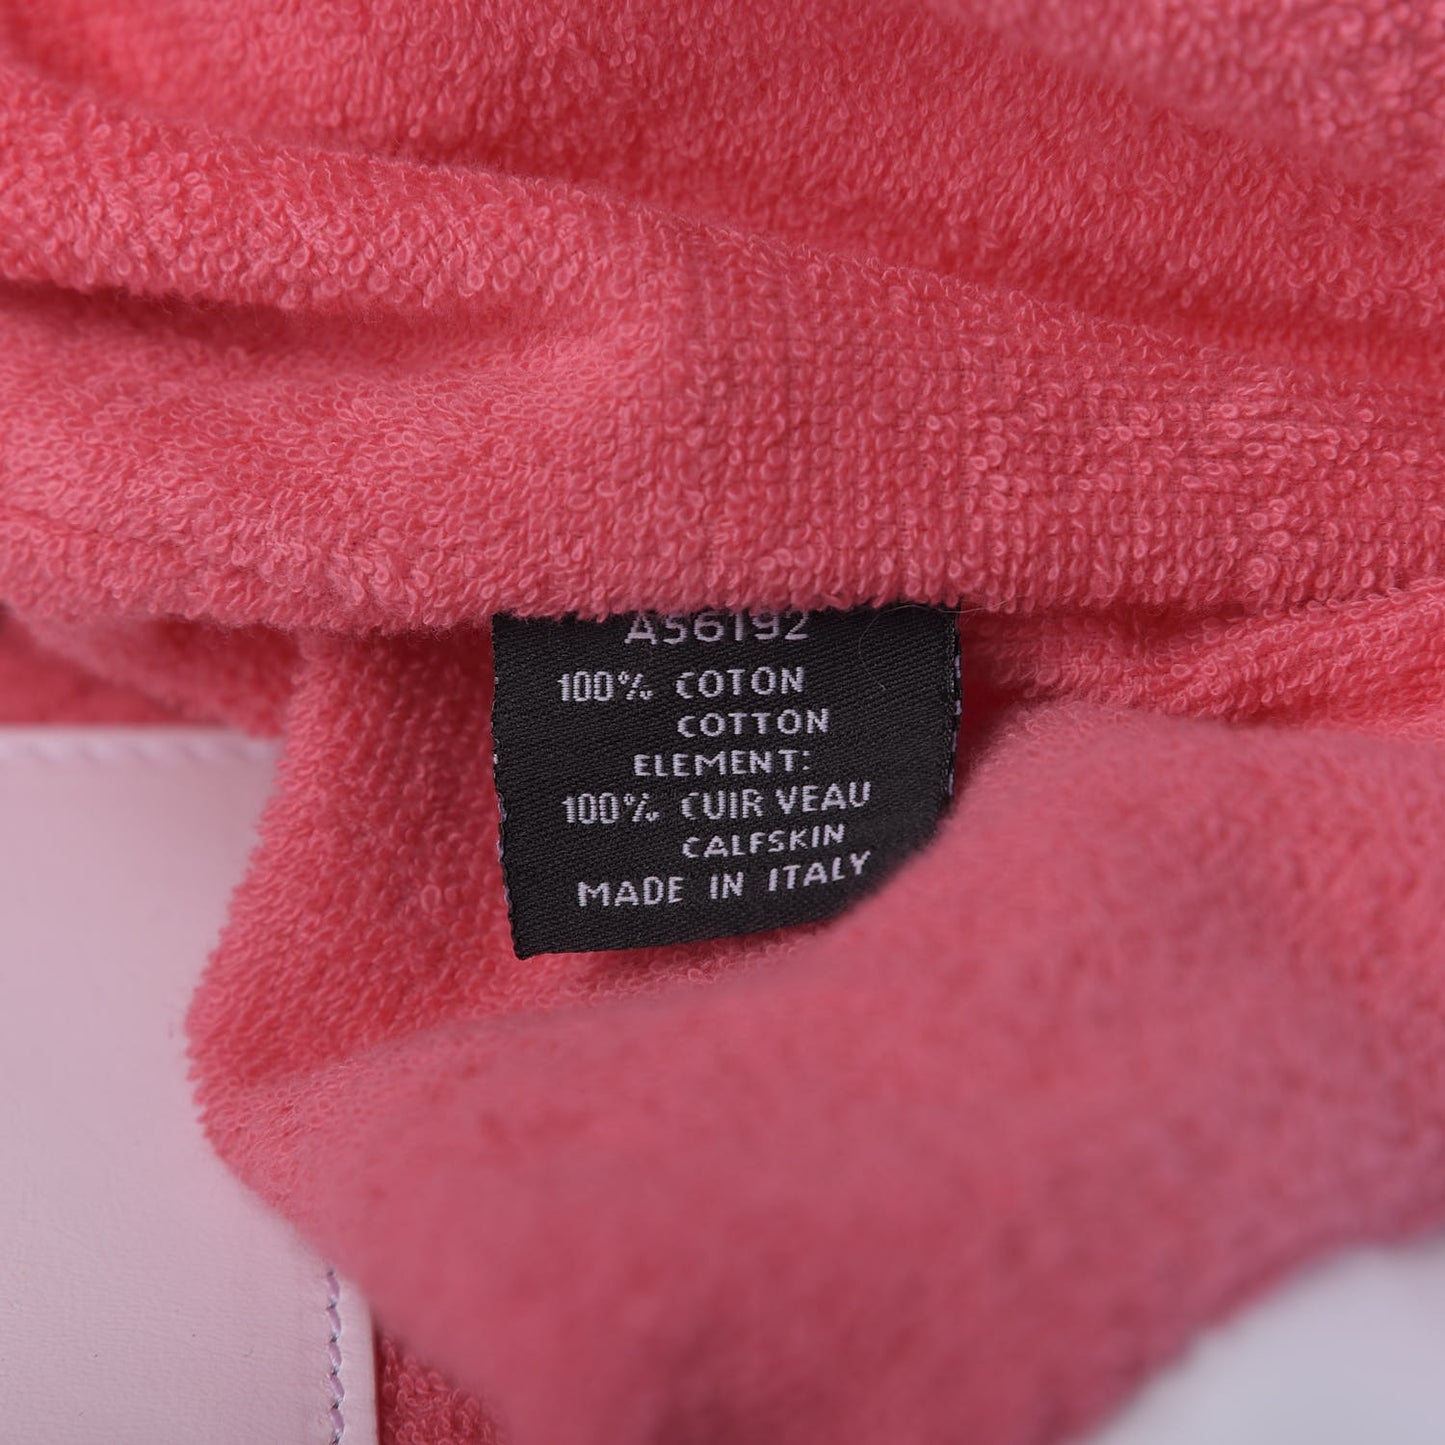 A56192
100% COTON
COTTON
ELEMENT:
100% CUIR VEAU
CALFSKIN
MADE IN ITALY